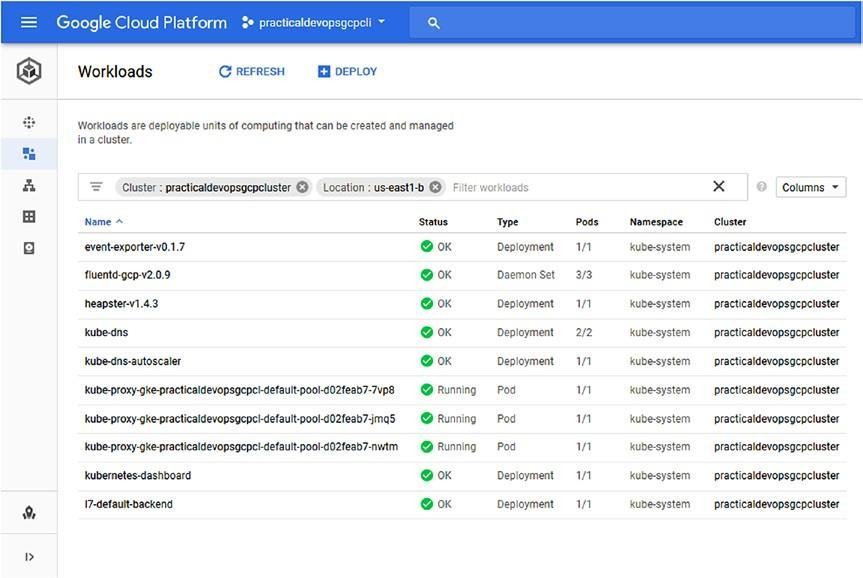 Google Cloud Platform practicaldevopsgcpcli
Workloads REFRESH DEPLOY
Workloads are deployable units of computing that can be created and managed
in a cluster.
Cluster : practicaldevopsgcpcluster Location : us-east1-b Filter workloads Columns
Name Status Type Pods Namespace Cluster
event-exporter-v0.1.7 OK Deployment 1/1 kube-system practicaldevopsgcpcluster
fluentd-gcp-v2.0.9 OK Daemon Set 3/3 kube-system practicaldevopsgcpcluster
heapster-v1.4.3 OK Deployment 1/1 kube-system practicaldevopsgcpcluster
kube-dns OK Deployment 2/2 kube-system practicaldevopsgcpcluster
kube-dns-autoscaler OK Deployment 1/1 kube-system practicaldevopsgcpcluster
kube-proxy-gke-practicaldevopsgcpcl-default-pool-d02feab7-7vp8 Running Pod 1/1 kube-system practicaldevopsgcpcluster
kube-proxy-gke-practicaldevopsgcpcl-default-pool-d02feab7-jmq5 Running Pod 1/1 kube-system practicaldevopsgcpcluster
kube-proxy-gke-practicaldevopsgcpcl-default-pool-d02feab7-nwtm Running Pod 1/1 kube-system practicaldevopsgcpcluster
kubernetes-dashboard OK Deployment 1/1 kube-system practicaldevopsgcpcluster
l7-default-backend OK Deployment 1/1 kube-system practicaldevopsgcpcluster